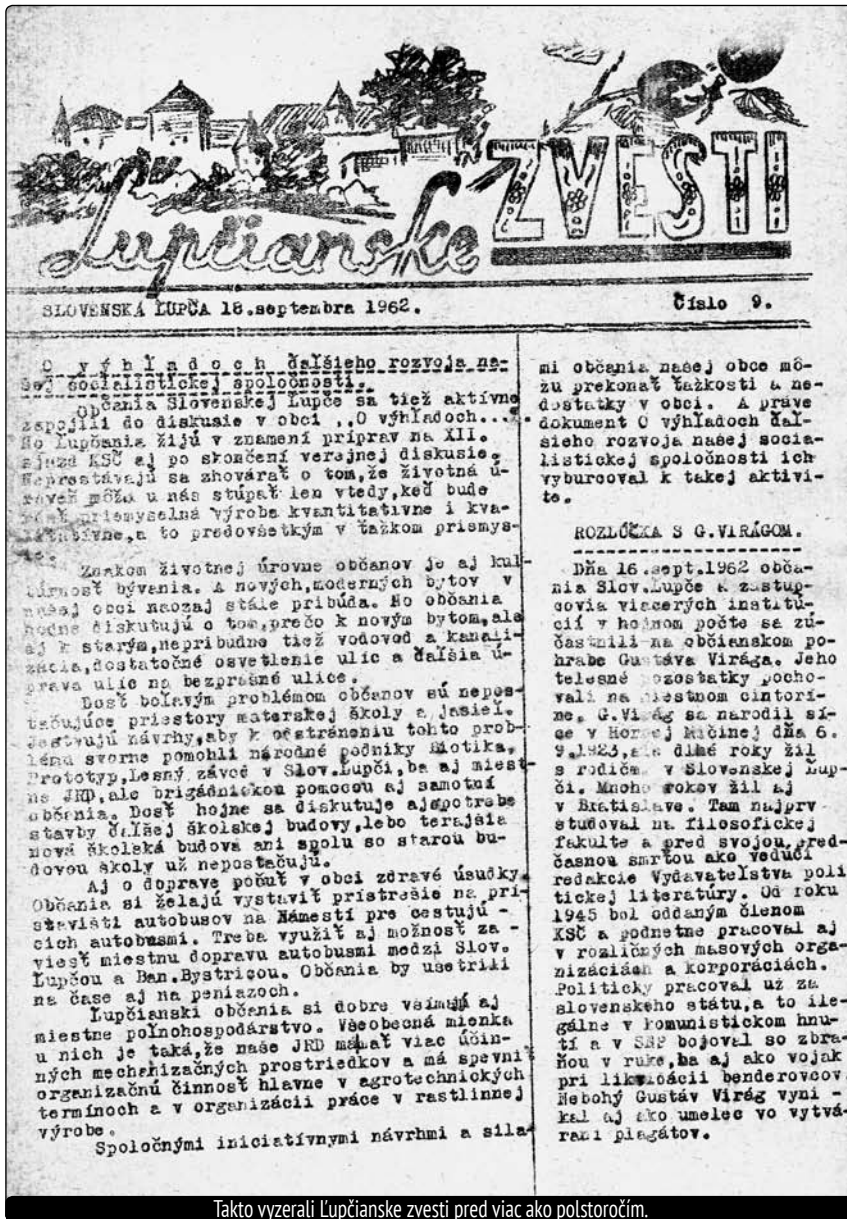 Ľupčianske ZVESTI
SLOVENSKÁ ĽUPČA 18.septembra 1962.
Číslo 9.
O výhľadoch ďalšieho rozvoja na-
šej socialistickej spoločnosti.
Občania Slovenskej Ľupče sa tiež aktívne
zapojili do diskusie v obci ,,O výhľadoch...
No Ľupčania žijú v znamení príprav na XII.
sjazd KSČ aj po skončení verejnej diskusie.
Neprestávajú sa zhovárať o tom,že životná ú-
roveň môže u nás stúpať len vtedy,keď bude
rásť priemyselná výroba kvantitatívne i kva-
litatívne,a to predovšetkým v ťažkom priemys-
Znakom životnej úrovne občanov je aj kul-
túrnosť bývania. A nových,moderných bytov v
našej obci naozaj stále pribúda. No občania
hodne diskutujú o tom,prečo k novým bytom,ale
aj k starým,nepribudne tiež vodovod a kanali-
zácia,dostatočné osvetlenie ulíc a ďalšia ú-
prava ulíc na bezprašné ulice.
Dosť boľavým problémom občanov sú nepos-
tačujúce priestory materskej školy a jaslí.
Jestvujú návrhy,aby k odstráneniu tohto prob-
lému svorne pomohli národné podniky Biotika,
Prototyp,Lesný závod v Slov.Ľupči,ba aj miest-
ne JRD,ale brigádnickou pomocou aj samotní
občania. Dosť hojne sa diskutuje ajspotrebe
stavby ďalšej školskej budovy,lebo terajšia
nová školská budova ani spolu so starou bu-
dovou školy už nepostačujú.
Aj o doprave počuť v obci zdravé úsudky.
Občania si želajú vystaviť prístrešie na prí-
stavišti autobusov na Námestí pre cestujú -
cich autobusmi. Treba využiť aj možnosť za -
viesť miestnu dopravu autobusmi medzi Slov.
Ľupčou a Ban.Bystricou. Občania by ušetrili
na čase aj na peniazoch.
Ľupčianski občania si dobre všímajú aj
miestne poľnohospodárstvo. Všeobecná mienka
u nich je taká,že naše JRD má mať viac účin-
ných mechanizačných prostriedkov a má spevniť
organizačnú činnosť hlavne v agrotechnických
termínoch a v organizácii práce v rastlinnej
výrobe.
Spoločnými iniciatívnymi návrhmi a sila-
mi občania našej obce mô-
žu prekonať ťažkosti a ne-
dostatky v obci. A práve
dokument O výhľadoch ďal-
šieho rozvoja našej socia-
listickej spoločnosti ich
vyburcoval k takej aktivi-
te.
ROZLÚČKA S G.VIRÁGOM.
Dňa 16.sept.1962 obča-
nia Slov.Ľupče a zástup-
covia viacerých inštitú-
cií v hojnom počte sa zú-
častnili na občianskom po-
hrabe Gustáva Virága. Jeho
telesné pozostatky pocho-
vali na miestnom cintorí-
ne. G.Virág sa narodil sí-
ce v Hornej Mičinej dňa 6.
9.1923,ale dlhé roky žil
s rodičmi v Slovenskej Ľup-
či. Mnoho rokov žil aj
v Bratislave. Tam najprv
študoval na filosofickej
fakulte a pred svojou pred-
časnou smrťou ako vedúci
redakcie Vydavateľstva poli
tickej literatúry. Od roku
1945 bol oddaným členom
KSČ a podnetne pracoval aj
v rozličných masových orga-
nizáciách a korporáciách.
Politicky pracoval už za
slovenského štátu,a to ile-
gálne v komunistickom hnu-
tí a v SNP bojoval so zbra-
ňou v ruke,ba aj ako vojak
pri likvidácii benderovcov.
Nebohý Gustáv Virág vyni -
kal aj ako umelec vo vytvá-
raní plagátov.
Takto vyzerali Ľupčianske zvesti pred viac ako polstoročím.